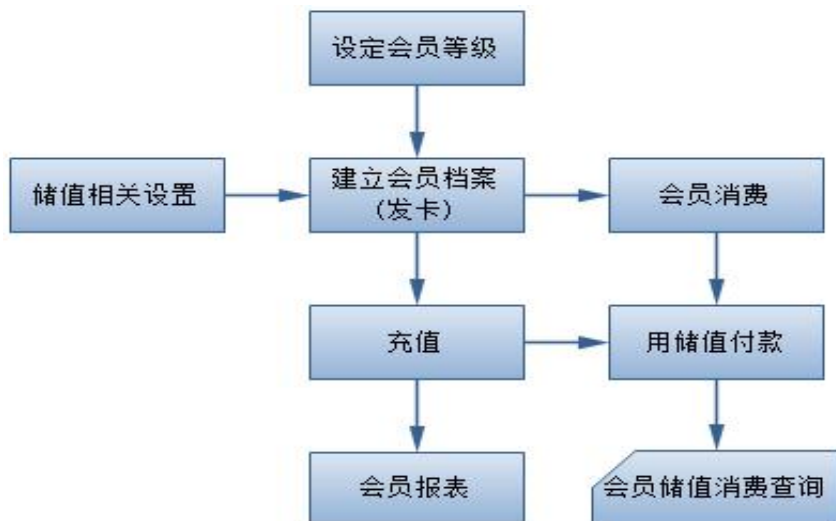 设定会员等级
储值相关设置
建立会员档案
(发卡)
会员消费
充值
用储值付款
会员报表
会员储值消费查询